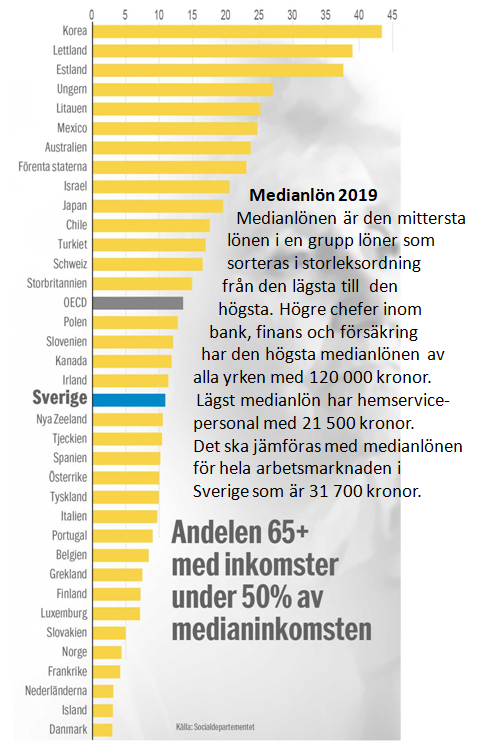 0 5 10 15 20 25 30 35 40 45
Korea
Lettland
Estland
Ungern
Litauen
Mexico
Australien
Förenta staterna
Israel
Japan
Chile
Turkiet
Schweiz
Storbritannien
OECD
Polen
Slovenien
Kanada
Irland
Sverige
Nya Zeeland
Tjeckien
Spanien
Österrike
Tyskland
Italien
Portugal
Belgien
Grekland
Finland
Luxemburg
Slovakien
Norge
Frankrike
Nederländerna
Island
Danmark
Medianlön 2019
Medianlönen är den mittersta
lönen i en grupp löner som
sorteras i storleksordning
från den lägsta till den
högsta. Högre chefer inom
bank, finans och försäkring
har den högsta medianlönen av
alla yrken med 120 000 kronor.
Lägst medianlön har hemservice-
personal med 21 500 kronor.
Det ska jämföras med medianlönen
för hela arbetsmarknaden i
Sverige som är 31 700 kronor.
Andelen 65+
med inkomster
under 50% av
medianinkomsten
Källa: Socialdepartementet